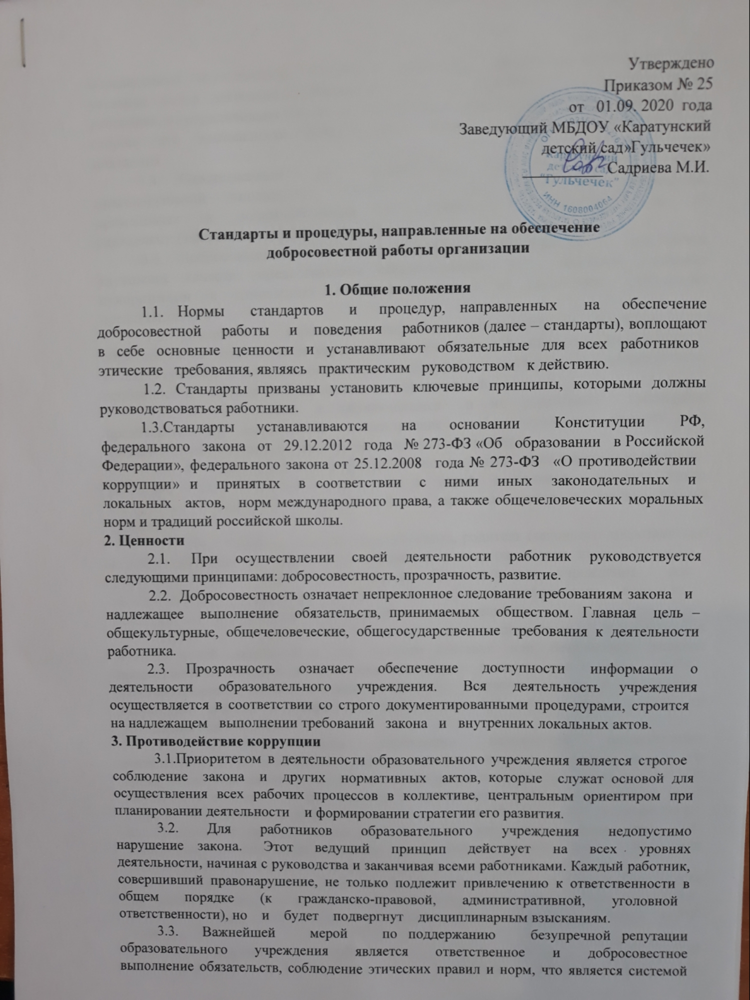 Утверждено
Приказом № 25
от 01.09. 2020 года
Заведующий МБДОУ «Каратунский
детский сад»Гульчечек»
Садриева М.И.
Каратунский
детский сад
"Гульчечек"
ИНН 1608004064
Стандарты и процедуры, направленные на обеспечение
добросовестной работы организации
1. Общие положения
1.1. Нормы стандартов и процедур, направленных на обеспечение
добросовестной работы и поведения работников (далее – стандарты), воплощают
в себе основные ценности и устанавливают обязательные для всех работников
этические требования, являясь практическим руководством к действию.
1.2. Стандарты призваны установить ключевые принципы, которыми должны
руководствоваться работники.
1.3.Стандарты устанавливаются на основании Конституции РФ,
федерального закона от 29.12.2012 года № 273-ФЗ «Об образовании в Российской
Федерации», федерального закона от 25.12.2008 года № 273-ФЗ «О противодействии
коррупции» и принятых в соответствии с ними иных законодательных и
локальных актов, норм международного права, а также общечеловеческих моральных
норм и традиций российской школы.
2. Ценности
2.1. При осуществлении своей деятельности работник руководствуется
следующими принципами: добросовестность, прозрачность, развитие.
2.2. Добросовестность означает непреклонное следование требованиям закона и
надлежащее выполнение обязательств, принимаемых обществом. Главная цель –
общекультурные, общечеловеческие, общегосударственные требования к деятельности
работника.
2.3. Прозрачность означает обеспечение доступности информации о
деятельности образовательного учреждения. Вся деятельность учреждения
осуществляется в соответствии со строго документированными процедурами, строится
на надлежащем выполнении требований закона и внутренних локальных актов.
3. Противодействие коррупции
3.1.Приоритетом в деятельности образовательного учреждения является строгое
соблюдение закона и других нормативных актов, которые служат основой для
осуществления всех рабочих процессов в коллективе, центральным ориентиром при
планировании деятельности и формировании стратегии его развития.
3.2. Для работников образовательного учреждения недопустимо
нарушение закона. Этот ведущий принцип действует на всех уровнях
деятельности, начиная с руководства и заканчивая всеми работниками. Каждый работник,
совершивший правонарушение, не только подлежит привлечению к ответственности в
общем порядке (к гражданско-правовой, административной, уголовной
ответственности), но и будет подвергнут дисциплинарным взысканиям.
3.3. Важнейшей мерой по поддержанию безупречной репутации
образовательного учреждения является ответственное и добросовестное
выполнение обязательств, соблюдение этических правил и норм, что является системой